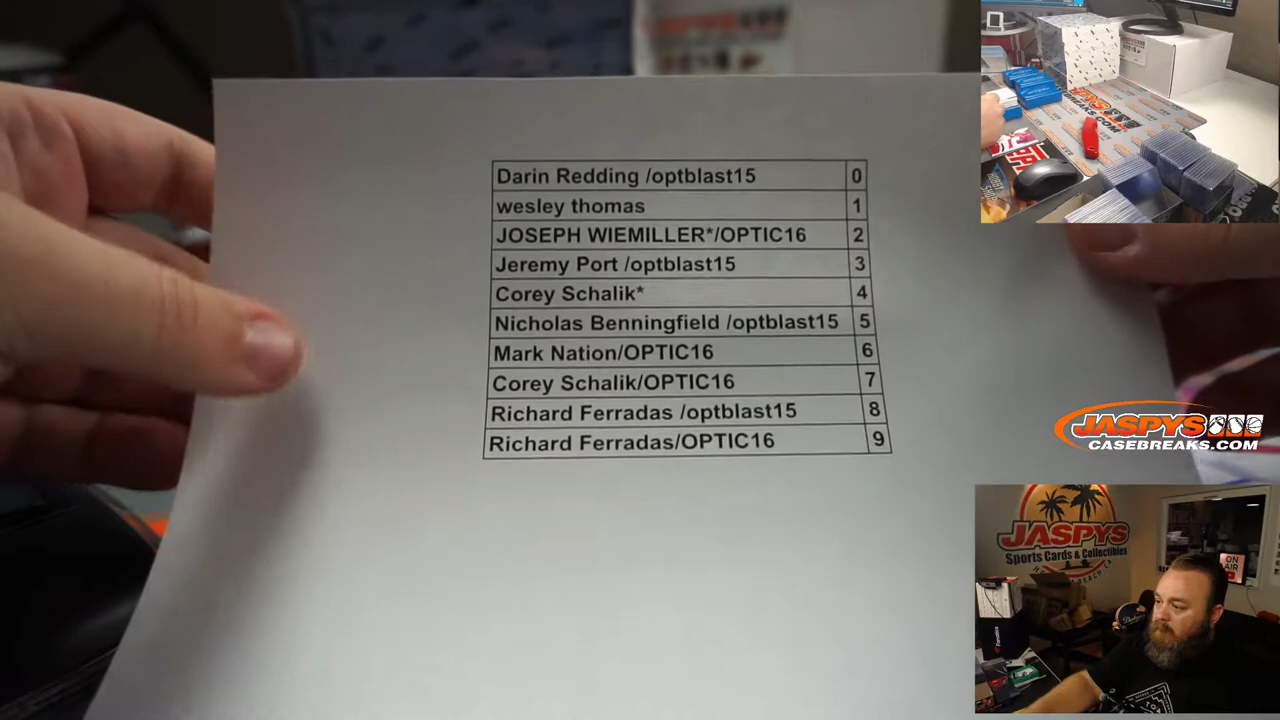 Darin Redding /optblast15 0
wesley thomas 1
JOSEPH WIEMILLER*/OPTIC16 2
Jeremy Port /optblast15 3
Corey Schalik* 4
Nicholas Benningfield /optblast15 5
Mark Nation/OPTIC16 6
Corey Schalik/OPTIC16 7
Richard Ferradas /optblast15 8
Richard Ferradas/OPTIC16 9
JASPYS
CASEBREAKS.COM
JASPYS
Sports Cards & Collectibles
ON
AIR